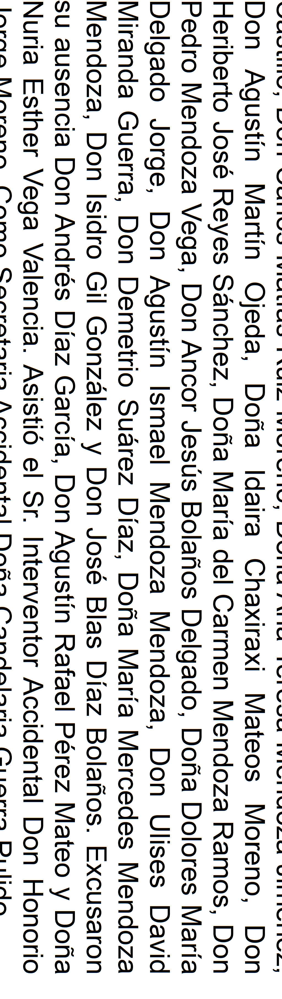 Castillo, Don Carlos Matías Ruiz Moreno, Doña Ana Teresa Mendoza Jiménez,
Don Agustín Martín Ojeda, Doña Idaira Chaxiraxi Mateos Moreno, Don
Heriberto José Reyes Sánchez, Doña María del Carmen Mendoza Ramos, Don
Pedro Mendoza Vega, Don Ancor Jesús Bolaños Delgado, Doña Dolores María
Delgado Jorge, Don Agustín Ismael Mendoza Mendoza, Don Ulises David
Miranda Guerra, Don Demetrio Suárez Díaz, Doña María Mercedes Mendoza
Mendoza, Don Isidro Gil González y Don José Blas Díaz Bolaños. Excusaron
su ausencia Don Andrés Díaz García, Don Agustín Rafael Pérez Mateo y Doña
Nuria Esther Vega Valencia. Asistió el Sr. Interventor Accidental Don Honorio
Jorge Moreno. Como Secretaria Accidental Doña Candelaria Guerra Pulido